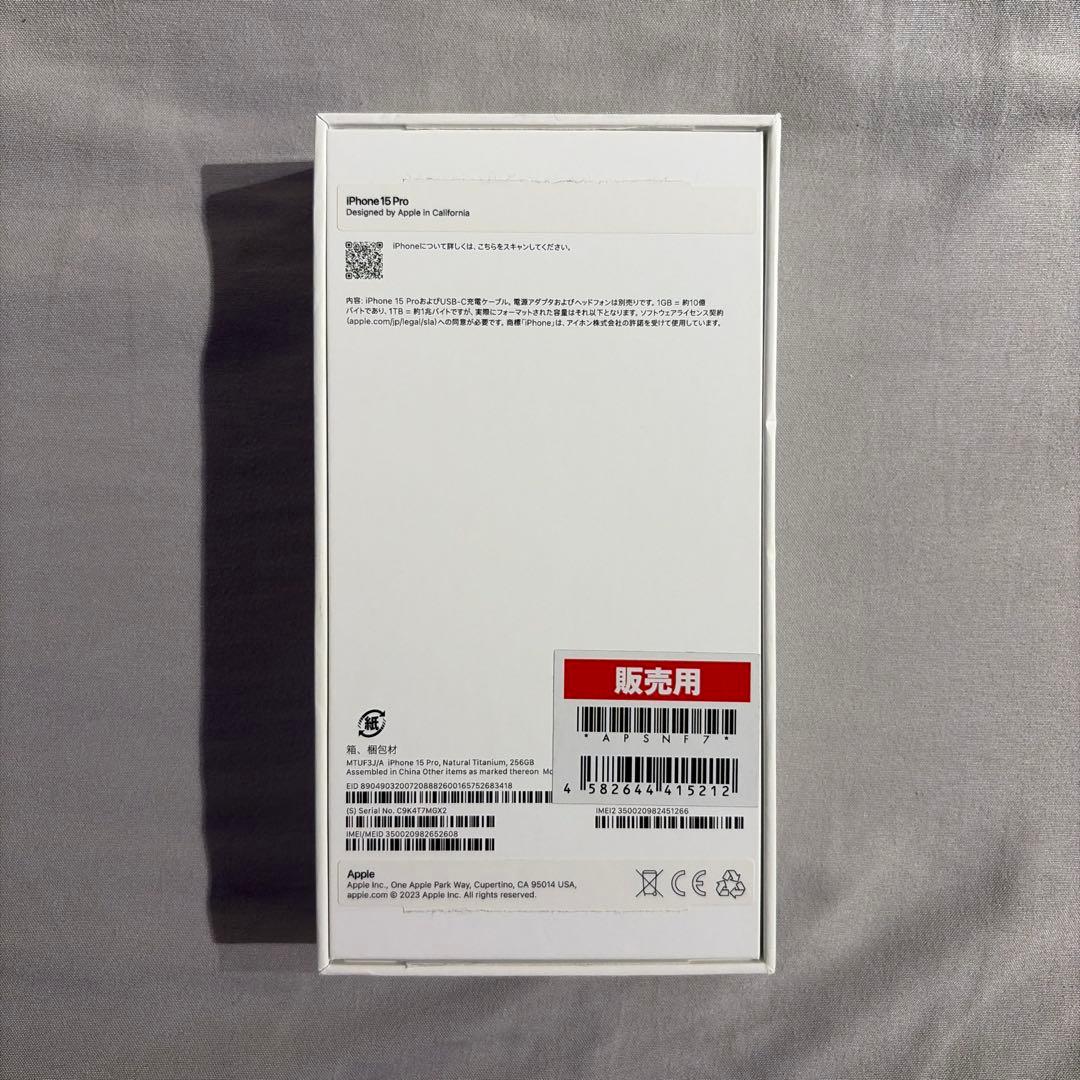 iPhone 15 Pro
Designed by Apple in California
iPhoneについて詳しくは、こちらをスキャンしてください。
内容: iPhone 15 ProおよびUSB-C充電ケーブル。電源アダプタおよびヘッドフォンは別売りです。1GB = 約10億
バイトであり、1TB = 約1兆バイトですが、実際にフォーマットされた容量はそれ以下となります。ソフトウェアライセンス契約
(apple.com/jp/legal/sla)への同意が必要です。商標「iPhone」は、アイホン株式会社の許諾を受けて使用しています。
販売用
*APSNF7*
4 582644 415212
紙
箱、梱包材
MTUF3J/A iPhone 15 Pro, Natural Titanium, 256GB
Assembled in China Other items as marked thereon
EID 89049032007208882600165752683418
(S) Serial No. C9K4T7MGX2
IMEI2 350020982451266
IMEI/MEID 350020982652608
Apple
Apple Inc., One Apple Park Way, Cupertino, CA 95014 USA,
apple.com © 2023 Apple Inc. All rights reserved.
CE